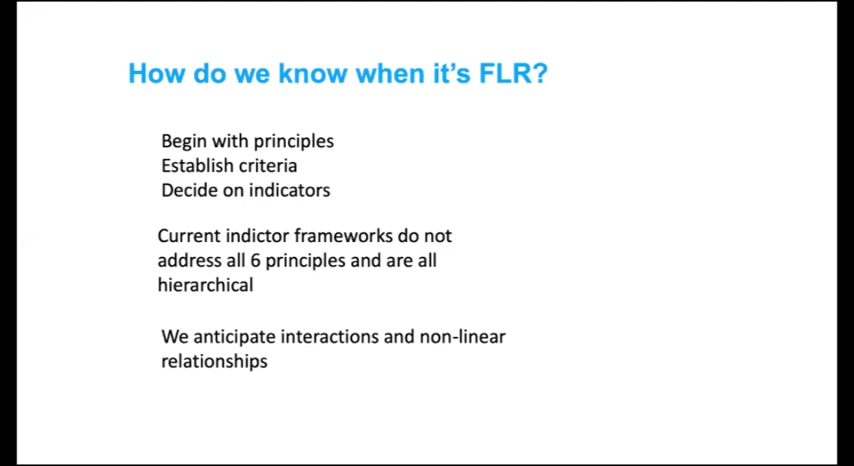 How do we know when it's FLR?
Begin with principles
Establish criteria
Decide on indicators
Current indictor frameworks do not
address all 6 principles and are all
hierarchical
We anticipate interactions and non-linear
relationships